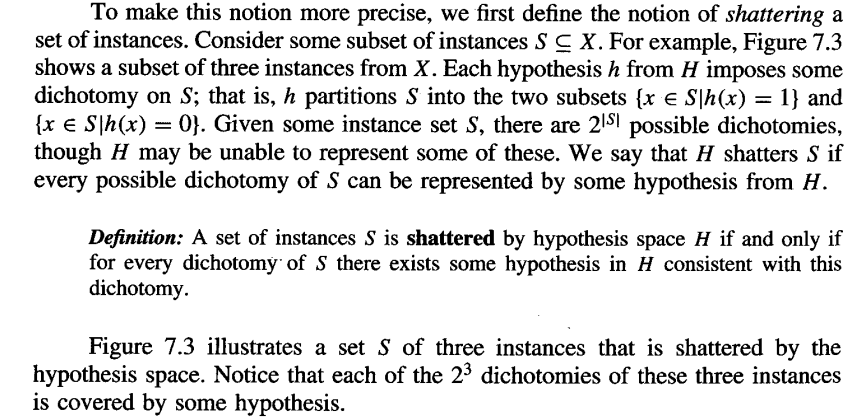 To make this notion more precise, we first define the notion of shattering a
set of instances. Consider some subset of instances S ⊆ X. For example, Figure 7.3
shows a subset of three instances from X. Each hypothesis h from H imposes some
dichotomy on S; that is, h partitions S into the two subsets {x ∈ S|h(x) = 1} and
{x ∈ S|h(x) = 0}. Given some instance set S, there are 2^|S| possible dichotomies,
though H may be unable to represent some of these. We say that H shatters S if
every possible dichotomy of S can be represented by some hypothesis from H.
Definition: A set of instances S is shattered by hypothesis space H if and only if
for every dichotomy of S there exists some hypothesis in H consistent with this
dichotomy.
Figure 7.3 illustrates a set S of three instances that is shattered by the
hypothesis space. Notice that each of the 2³ dichotomies of these three instances
is covered by some hypothesis.